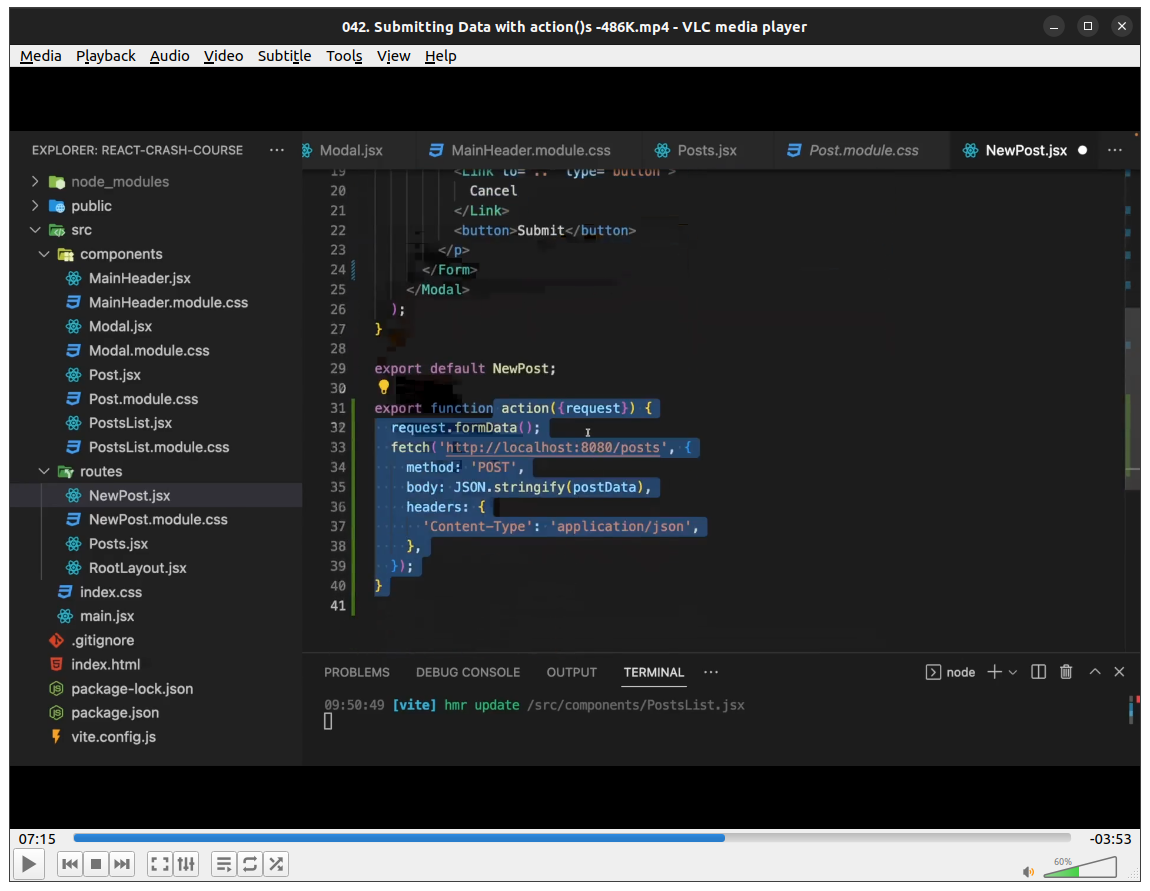 042. Submitting Data with action()s -486K.mp4 - VLC media player
Media Playback Audio Video Subtitle Tools View Help
EXPLORER: REACT-CRASH-COURSE ···
node_modules
public
src
components
MainHeader.jsx
MainHeader.module.css
Modal.jsx
Modal.module.css
Post.jsx
Post.module.css
PostsList.jsx
PostsList.module.css
routes
NewPost.jsx
NewPost.module.css
Posts.jsx
RootLayout.jsx
index.css
main.jsx
.gitignore
index.html
package-lock.json
package.json
vite.config.js
Modal.jsx MainHeader.module.css Posts.jsx Post.module.css NewPost.jsx ···
19 <Link to=".." type="button">
20 Cancel
21 </Link>
22 <button>Submit</button>
23 </p>
24 </Form>
25 </Modal>
26 );
27 }
28
29 export default NewPost;
30
31 export function action({request}) {
32 request.formData();
33 fetch('http://localhost:8080/posts', {
34 method: 'POST',
35 body: JSON.stringify(postData),
36 headers: {
37 'Content-Type': 'application/json',
38 },
39 });
40 }
41
PROBLEMS DEBUG CONSOLE OUTPUT TERMINAL ··· node
09:50:49 [vite] hmr update /src/components/PostsList.jsx
07:15 -03:53
60%